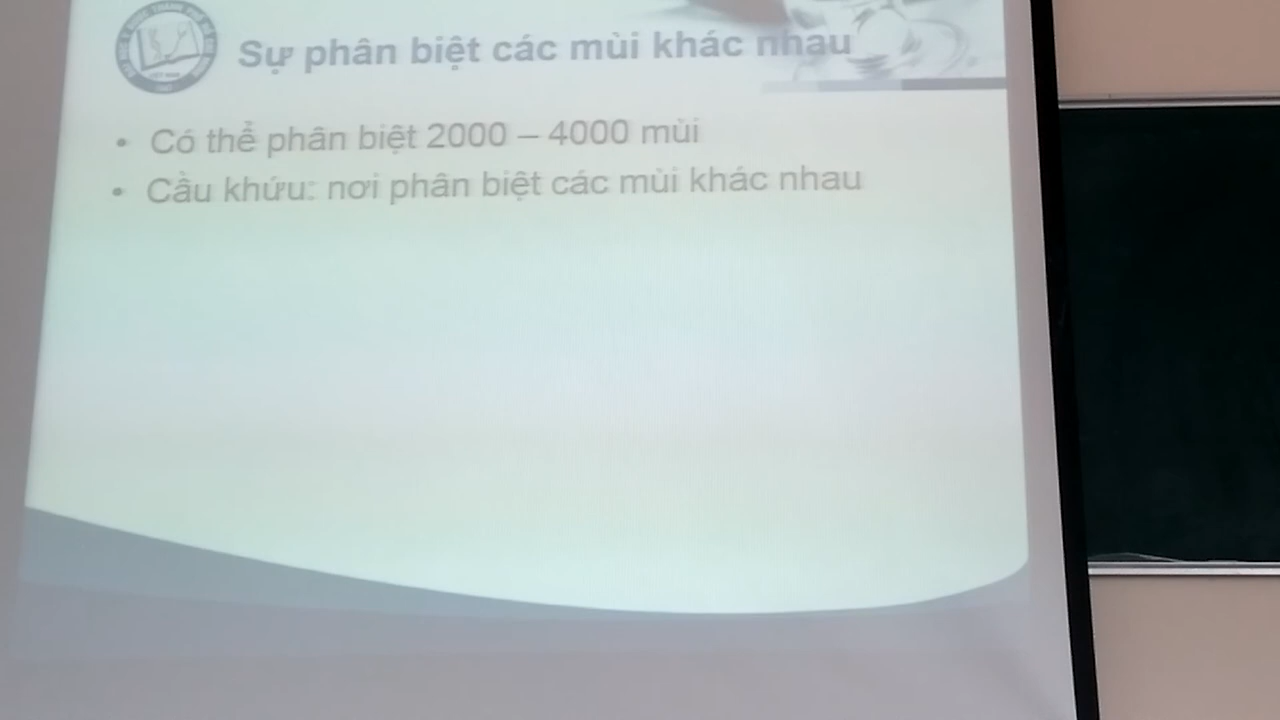 Sự phân biệt các mùi khác nhau
• Có thể phân biệt 2000 – 4000 mùi
• Cầu khứu: nơi phân biệt các mùi khác nhau